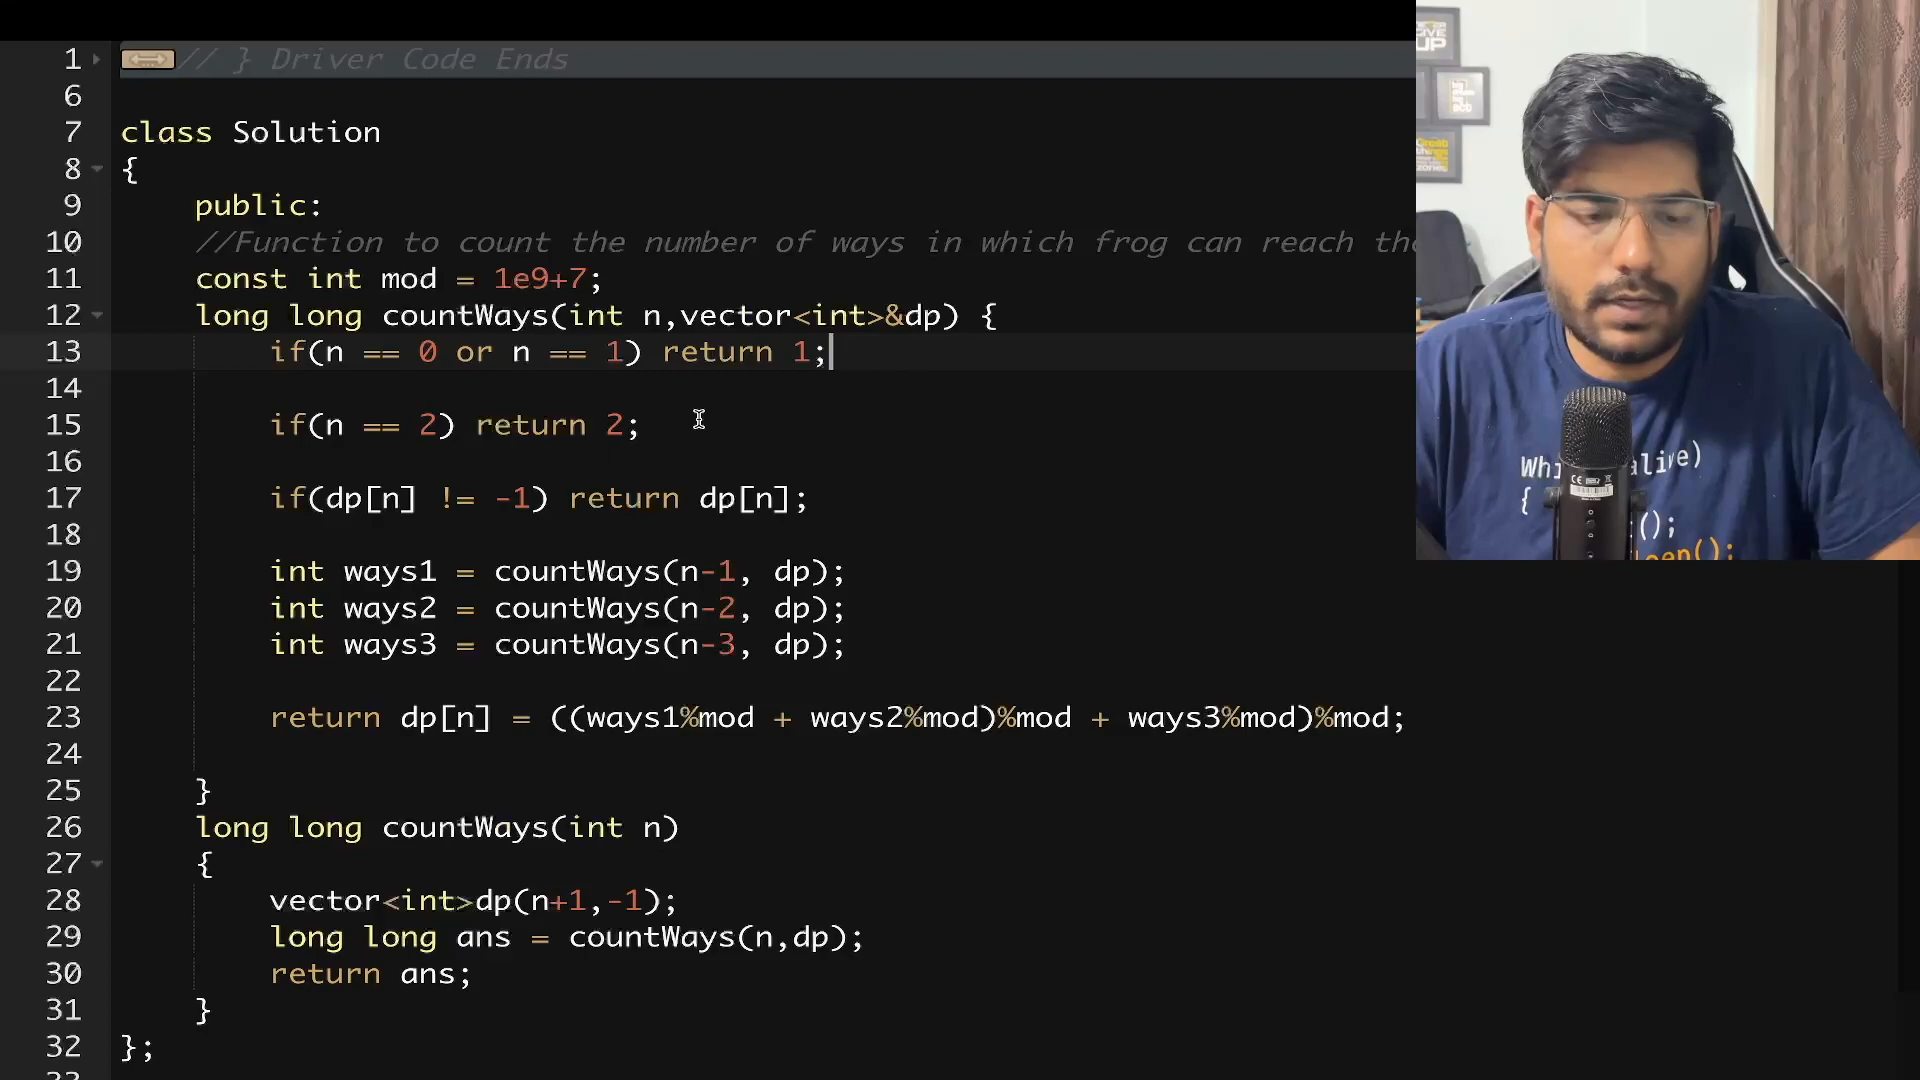 1 // } Driver Code Ends
6
7 class Solution
8 {
9 public:
10 //Function to count the number of ways in which frog can reach the
11 const int mod = 1e9+7;
12 long long countWays(int n,vector<int>&dp) {
13 if(n == 0 or n == 1) return 1;
14
15 if(n == 2) return 2;
16
17 if(dp[n] != -1) return dp[n];
18
19 int ways1 = countWays(n-1, dp);
20 int ways2 = countWays(n-2, dp);
21 int ways3 = countWays(n-3, dp);
22
23 return dp[n] = ((ways1%mod + ways2%mod)%mod + ways3%mod)%mod;
24
25 }
26 long long countWays(int n)
27 {
28 vector<int>dp(n+1,-1);
29 long long ans = countWays(n,dp);
30 return ans;
31 }
32 };
UP
{
();